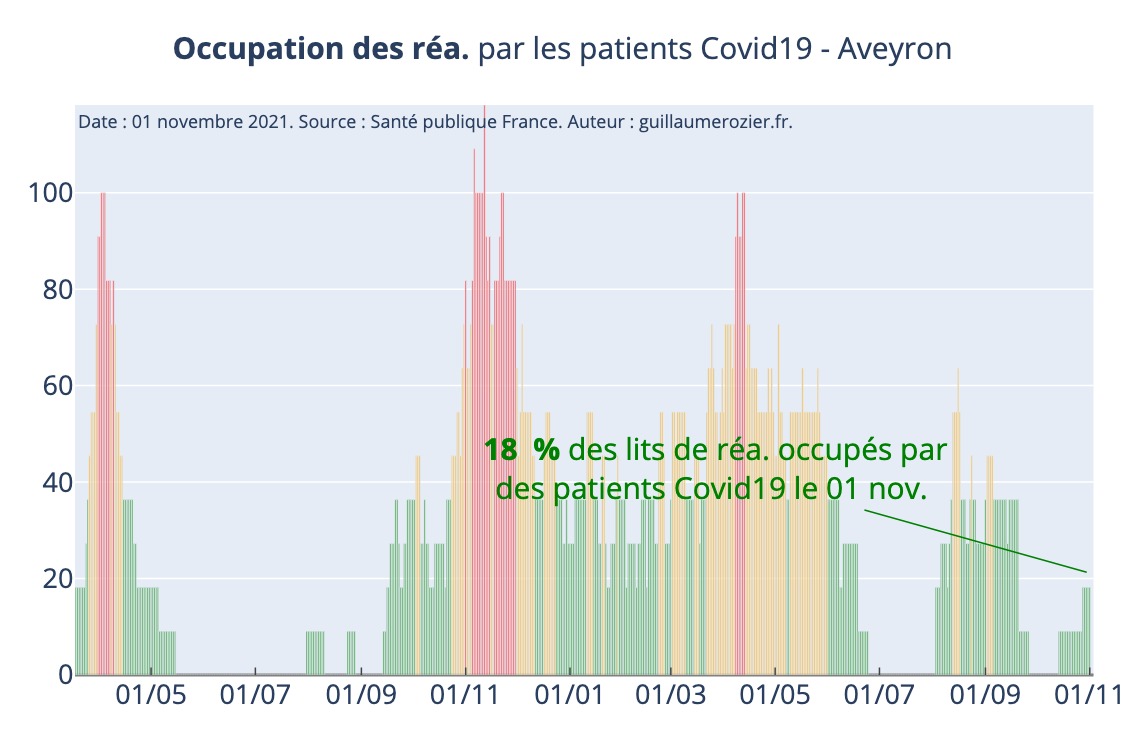 Occupation des réa. par les patients Covid19 - Aveyron
Date : 01 novembre 2021. Source : Santé publique France. Auteur : guillaumerozier.fr.
100
80
60
40
20
0
18 % des lits de réa. occupés par
des patients Covid19 le 01 nov.
01/05 01/07 01/09 01/11 01/01 01/03 01/05 01/07 01/09 01/11